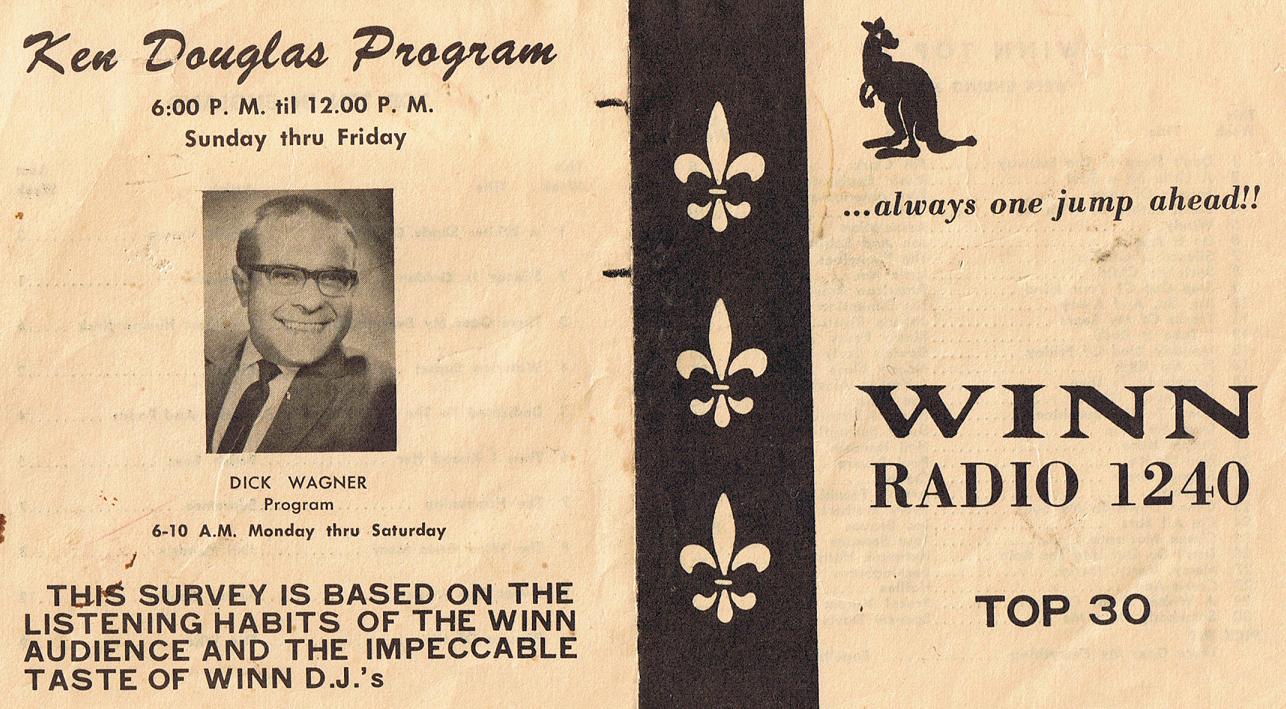 Ken Douglas Program
6:00 P. M. til 12.00 P. M.
Sunday thru Friday
DICK WAGNER
Program
6-10 A.M. Monday thru Saturday
THIS SURVEY IS BASED ON THE
LISTENING HABITS OF THE WINN
AUDIENCE AND THE IMPECCABLE
TASTE OF WINN D.J.'s
...always one jump ahead!!
WINN
RADIO 1240
TOP 30